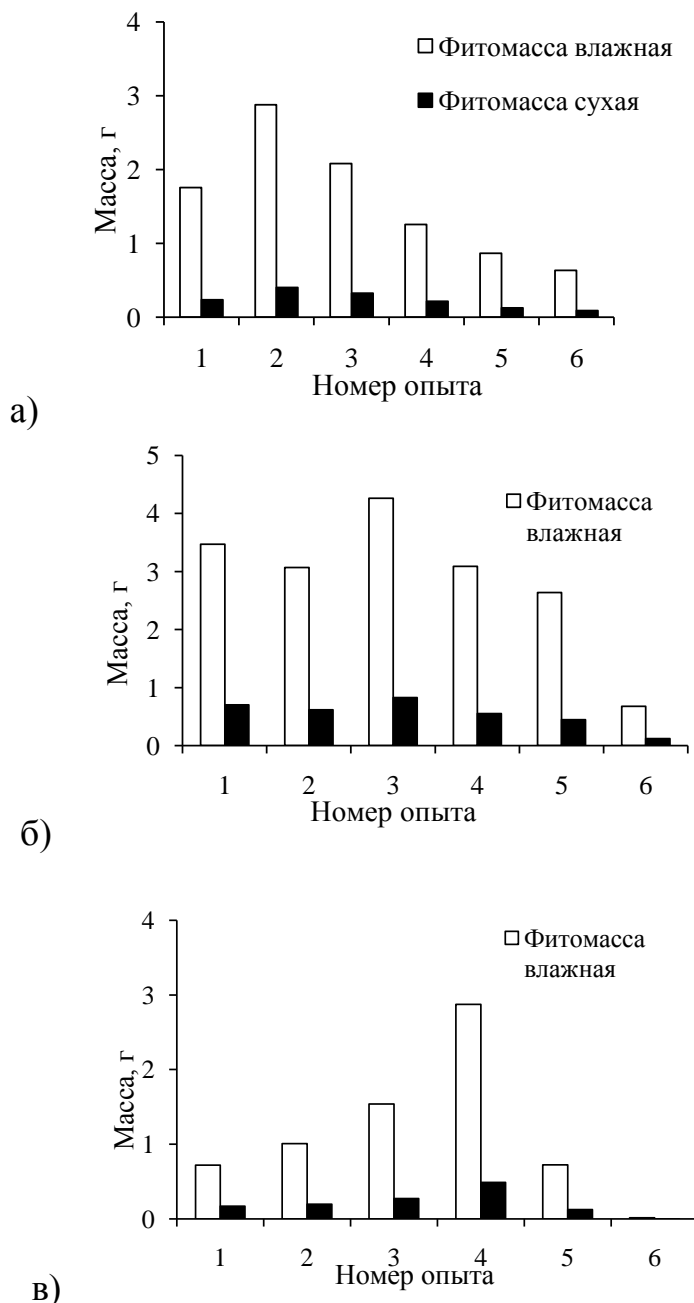 4
Фитомасса влажная
3
Фитомасса сухая
2
1
0
Масса, г
1 2 3 4 5 6
Номер опыта
а)
5
Фитомасса
влажная
4
3
2
1
0
Масса, г
1 2 3 4 5 6
Номер опыта
б)
4
Фитомасса
влажная
3
2
1
0
Масса, г
1 2 3 4 5 6
Номер опыта
в)